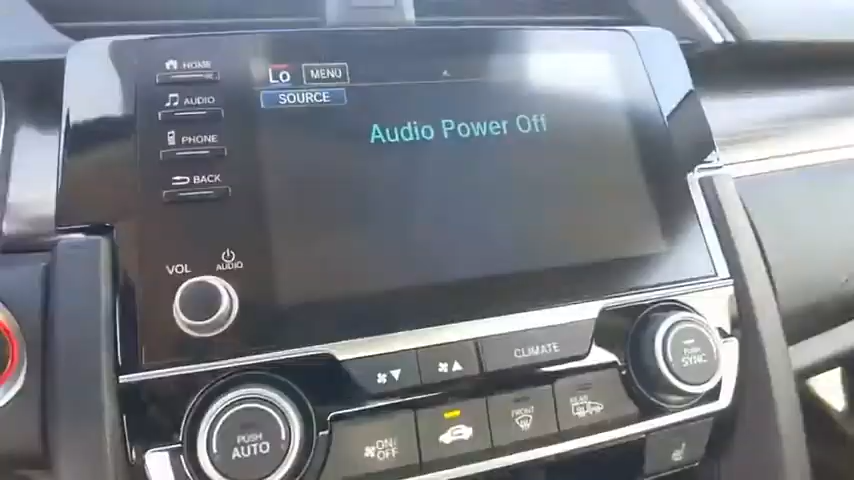 HOME
Lo MENU
AUDIO
SOURCE
Audio Power Off
PHONE
BACK
VOL AUDIO
CLIMATE
PUSH
SYNC
PUSH
AUTO
ON/
OFF
FRONT
REAR